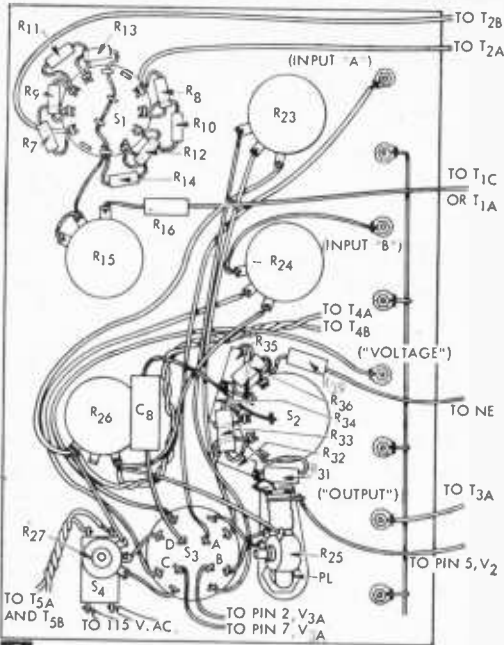 TO T2B
R11
R13
TO T2A
(INPUT "A")
R9
R8
S1
R10
R23
R7
R12
R14
TO T1C
OR T1A
R16
(INPUT "B")
R15
R24
TO T4A
TO T4B
R35
("VOLTAGE")
C8
R26
R36
S2
R34
TO NE
R33
R32
31
("OUTPUT")
TO T3A
D
A
R27
S3
C
B
R25
S4
TO PIN 5, V2
PL
TO T5A
AND T5B
TO PIN 2, V3A
TO 115 V. AC
TO PIN 7, V3A